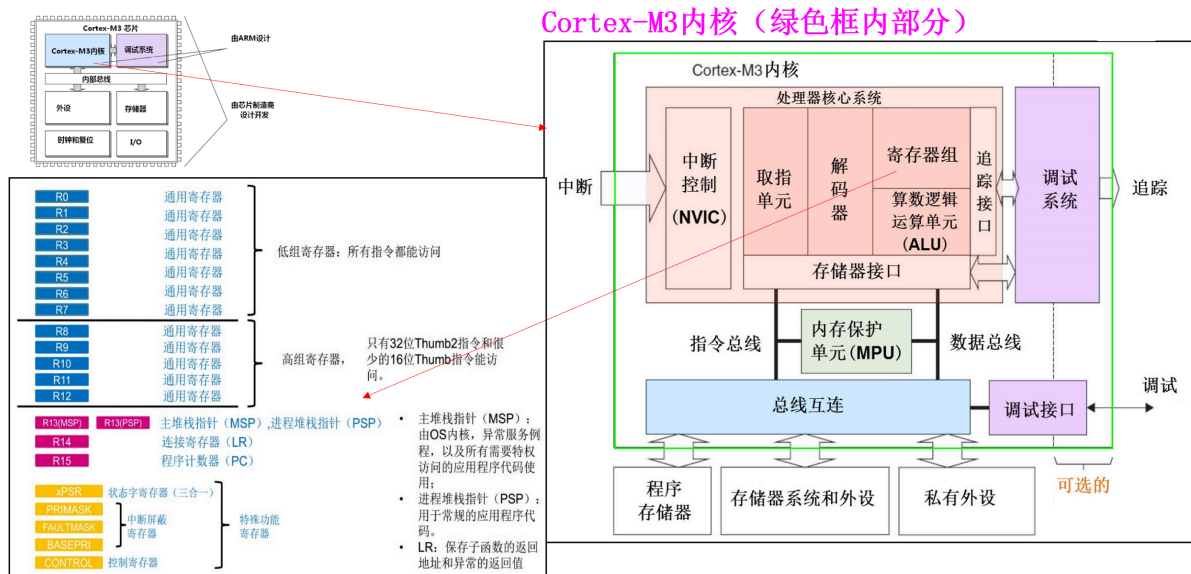 Cortex-M3内核（绿色框内部分）
Cortex-M3 芯片
Cortex-M3内核
调试系统
内部总线
外设
存储器
时钟和复位
I/O
由ARM设计
由芯片制造商
设计开发
Cortex-M3内核
处理器核心系统
中断
中断
控制
(NVIC)
取指
单元
解
码
器
寄存器组
算数逻辑
运算单元
(ALU)
追
踪
接
口
存储器接口
调试
系统
追踪
指令总线
内存保护
单元(MPU)
数据总线
总线互连
调试接口
调试
程序
存储器
存储器系统和外设
私有外设
可选的
R0 通用寄存器
R1 通用寄存器
R2 通用寄存器
R3 通用寄存器
R4 通用寄存器
R5 通用寄存器
R6 通用寄存器
R7 通用寄存器
低组寄存器：所有指令都能访问
R8 通用寄存器
R9 通用寄存器
R10 通用寄存器
R11 通用寄存器
R12 通用寄存器
高组寄存器，
只有32位Thumb2指令和很
少的16位Thumb指令能访
问。
R13(MSP) R13(PSP) 主堆栈指针（MSP）,进程堆栈指针（PSP）
R14 连接寄存器（LR）
R15 程序计数器（PC）
xPSR 状态字寄存器（三合一）
PRIMASK
FAULTMASK
BASEPRI
中断屏蔽
寄存器
CONTROL 控制寄存器
特殊功能
寄存器
• 主堆栈指针（MSP）：
由OS内核，异常服务例
程，以及所有需要特权
访问的应用程序代码使
用；
• 进程堆栈指针（PSP）：
用于常规的应用程序代
码。
• LR：保存子函数的返回
地址和异常的返回值